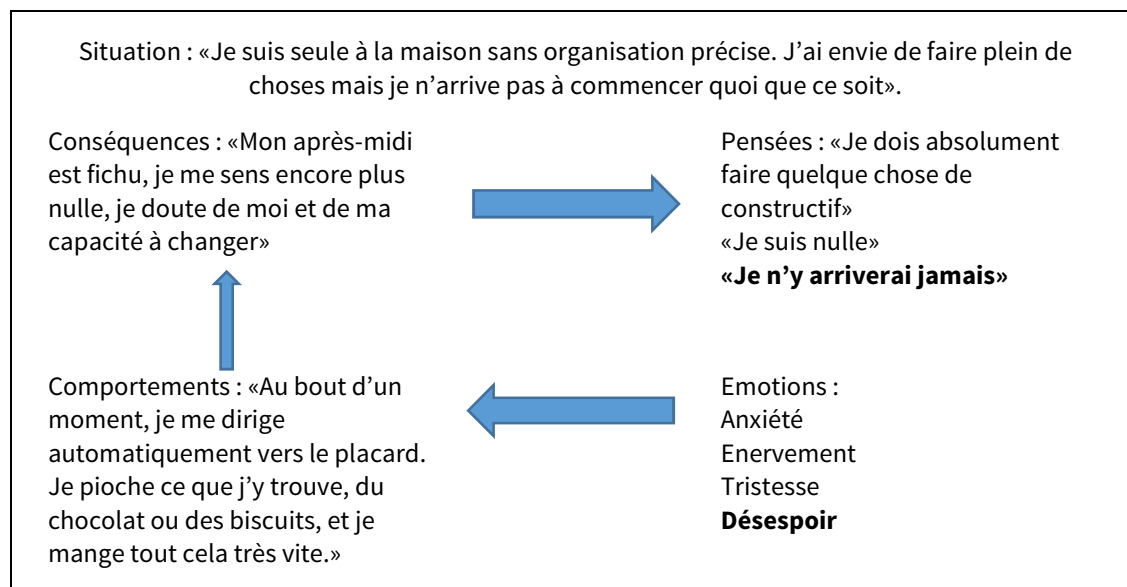 Situation : «Je suis seule à la maison sans organisation précise. J’ai envie de faire plein de
choses mais je n’arrive pas à commencer quoi que ce soit».
Conséquences : «Mon après-midi
est fichu, je me sens encore plus
nulle, je doute de moi et de ma
capacité à changer»
Pensées : «Je dois absolument
faire quelque chose de
constructif»
«Je suis nulle»
«Je n’y arriverai jamais»
Comportements : «Au bout d’un
moment, je me dirige
automatiquement vers le placard.
Je pioche ce que j’y trouve, du
chocolat ou des biscuits, et je
mange tout cela très vite.»
Emotions :
Anxiété
Enervement
Tristesse
Désespoir